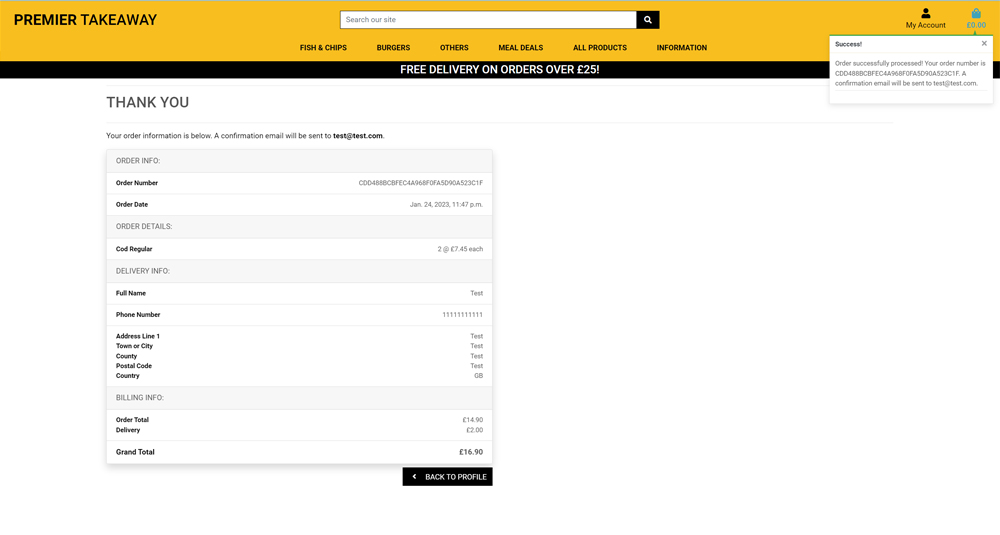 PREMIER TAKEAWAY
Search our site
My Account
£0.00
FISH & CHIPS BURGERS OTHERS MEAL DEALS ALL PRODUCTS INFORMATION
FREE DELIVERY ON ORDERS OVER £25!
Success! ×
Order successfully processed! Your order number is
CDD488BCBFEC4A968F0FA5D90A523C1F. A
confirmation email will be sent to test@test.com.
THANK YOU
Your order information is below. A confirmation email will be sent to test@test.com.
ORDER INFO:
Order Number CDD488BCBFEC4A968F0FA5D90A523C1F
Order Date Jan. 24, 2023, 11:47 p.m.
ORDER DETAILS:
Cod Regular 2 @ £7.45 each
DELIVERY INFO:
Full Name Test
Phone Number 11111111111
Address Line 1 Test
Town or City Test
County Test
Postal Code Test
Country GB
BILLING INFO:
Order Total £14.90
Delivery £2.00
Grand Total £16.90
BACK TO PROFILE